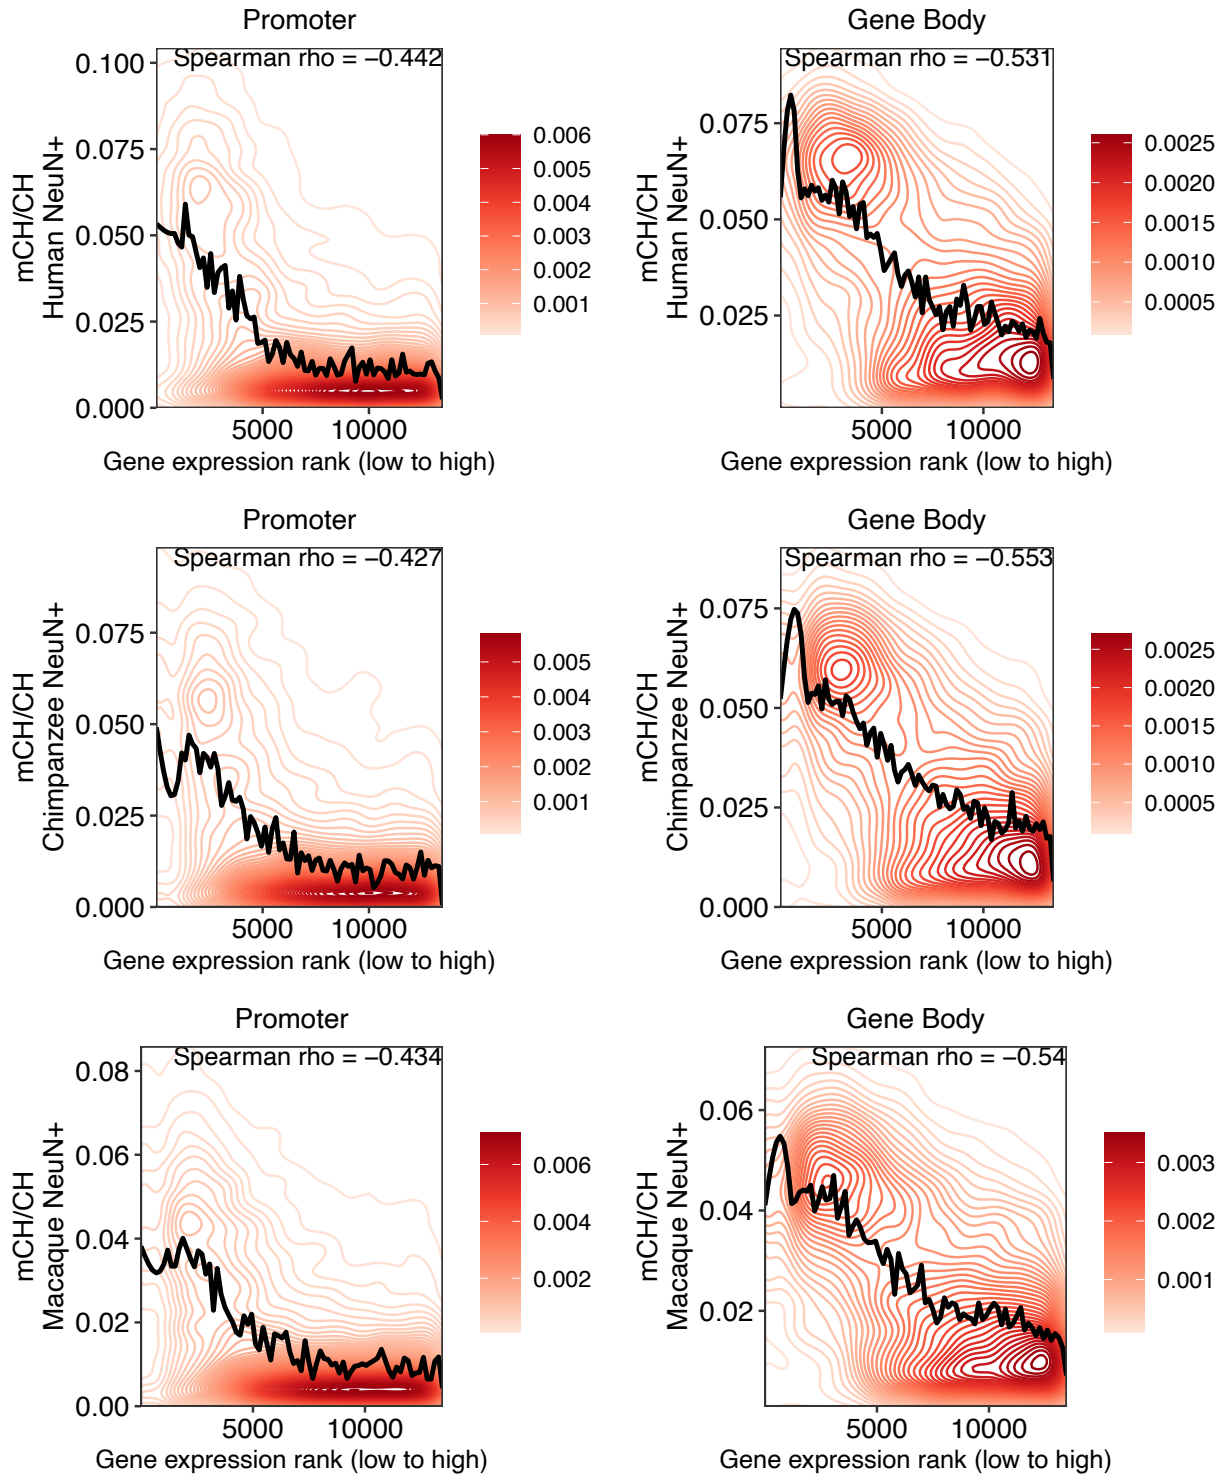 Promoter
Spearman rho = −0.442
mCH/CH
Human NeuN+
0.100
0.075
0.050
0.025
0.000
5000 10000
Gene expression rank (low to high)
0.006
0.005
0.004
0.003
0.002
0.001
Gene Body
Spearman rho = −0.531
mCH/CH
Human NeuN+
0.075
0.050
0.025
5000 10000
Gene expression rank (low to high)
0.0025
0.0020
0.0015
0.0010
0.0005
Promoter
Spearman rho = −0.427
mCH/CH
Chimpanzee NeuN+
0.075
0.050
0.025
0.000
5000 10000
Gene expression rank (low to high)
0.005
0.004
0.003
0.002
0.001
Gene Body
Spearman rho = −0.553
mCH/CH
Chimpanzee NeuN+
0.075
0.050
0.025
0.000
5000 10000
Gene expression rank (low to high)
0.0025
0.0020
0.0015
0.0010
0.0005
Promoter
Spearman rho = −0.434
mCH/CH
Macaque NeuN+
0.08
0.06
0.04
0.02
0.00
5000 10000
Gene expression rank (low to high)
0.006
0.004
0.002
Gene Body
Spearman rho = −0.54
mCH/CH
Macaque NeuN+
0.06
0.04
0.02
5000 10000
Gene expression rank (low to high)
0.003
0.002
0.001